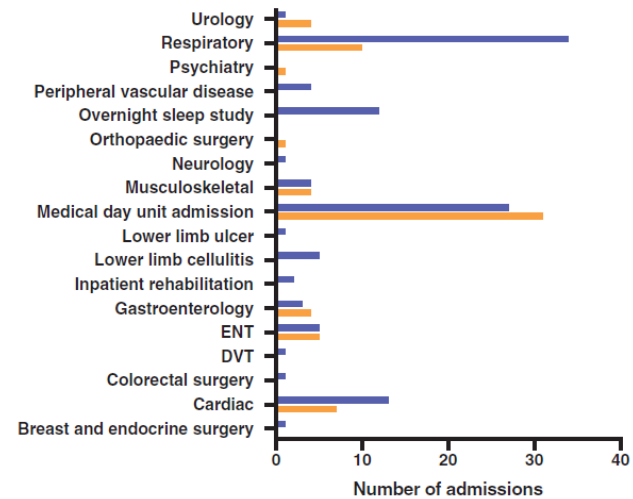 Urology
Respiratory
Psychiatry
Peripheral vascular disease
Overnight sleep study
Orthopaedic surgery
Neurology
Musculoskeletal
Medical day unit admission
Lower limb ulcer
Lower limb cellulitis
Inpatient rehabilitation
Gastroenterology
ENT
DVT
Colorectal surgery
Cardiac
Breast and endocrine surgery
0 10 20 30 40
Number of admissions